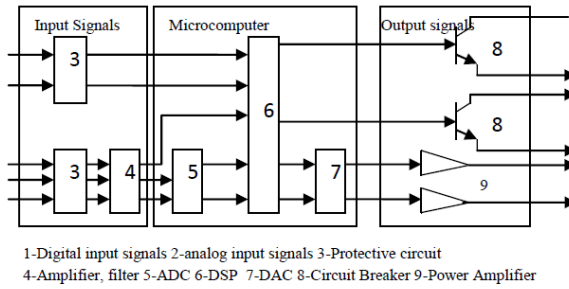 Input Signals
Microcomputer
Output signals
3
8
6
8
3
4
5
7
9
1-Digital input signals 2-analog input signals 3-Protective circuit
4-Amplifier, filter 5-ADC 6-DSP 7-DAC 8-Circuit Breaker 9-Power Amplifier